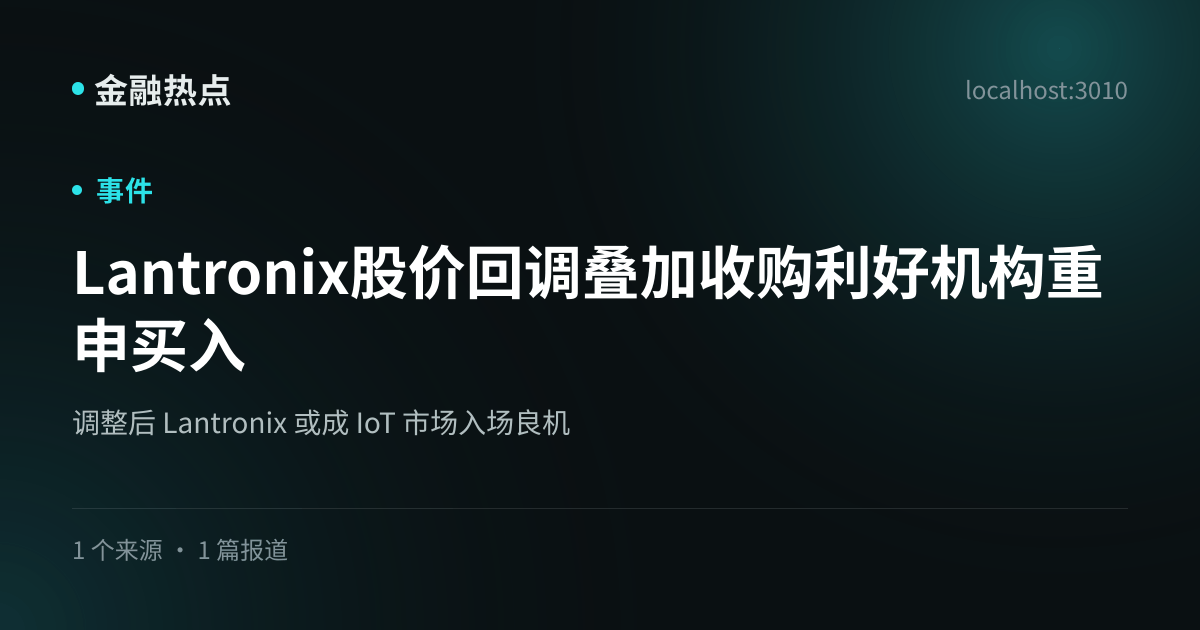 金融热点
localhost:3010
事件
Lantronix股价回调叠加收购利好机构重
申买入
调整后 Lantronix 或成 IoT 市场入场良机
1 个来源 · 1 篇报道